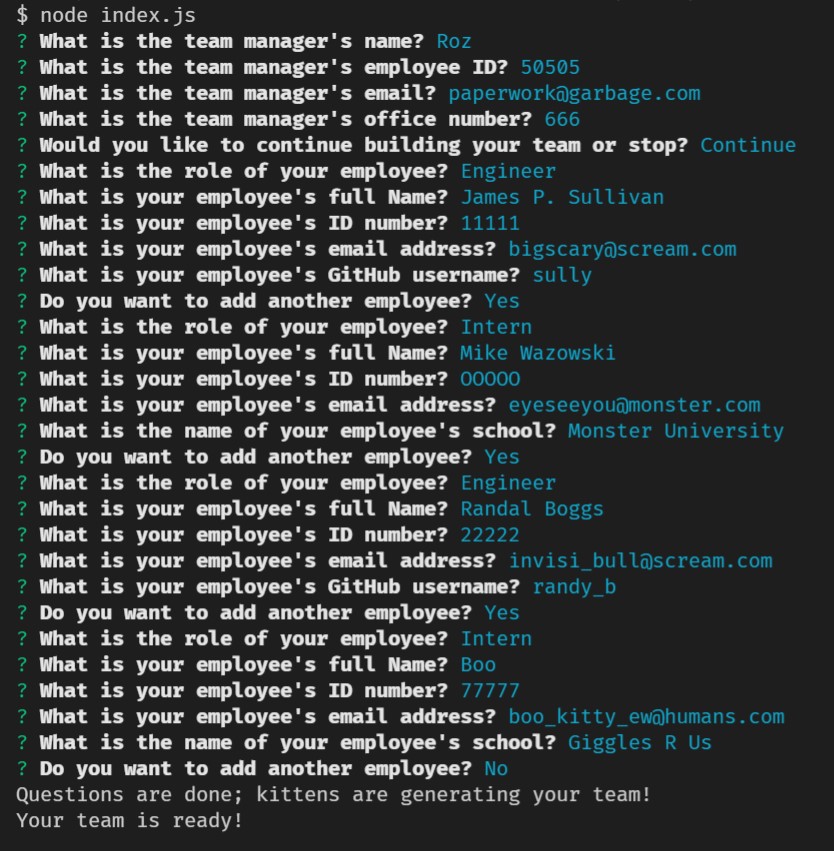 $ node index.js
? What is the team manager's name? Roz
? What is the team manager's employee ID? 50505
? What is the team manager's email? paperwork@garbage.com
? What is the team manager's office number? 666
? Would you like to continue building your team or stop? Continue
? What is the role of your employee? Engineer
? What is your employee's full Name? James P. Sullivan
? What is your employee's ID number? 11111
? What is your employee's email address? bigscary@scream.com
? What is your employee's GitHub username? sully
? Do you want to add another employee? Yes
? What is the role of your employee? Intern
? What is your employee's full Name? Mike Wazowski
? What is your employee's ID number? OOOOO
? What is your employee's email address? eyeseeyou@monster.com
? What is the name of your employee's school? Monster University
? Do you want to add another employee? Yes
? What is the role of your employee? Engineer
? What is your employee's full Name? Randal Boggs
? What is your employee's ID number? 22222
? What is your employee's email address? invisi_bull@scream.com
? What is your employee's GitHub username? randy_b
? Do you want to add another employee? Yes
? What is the role of your employee? Intern
? What is your employee's full Name? Boo
? What is your employee's ID number? 77777
? What is your employee's email address? boo_kitty_ew@humans.com
? What is the name of your employee's school? Giggles R Us
? Do you want to add another employee? No
Questions are done; kittens are generating your team!
Your team is ready!